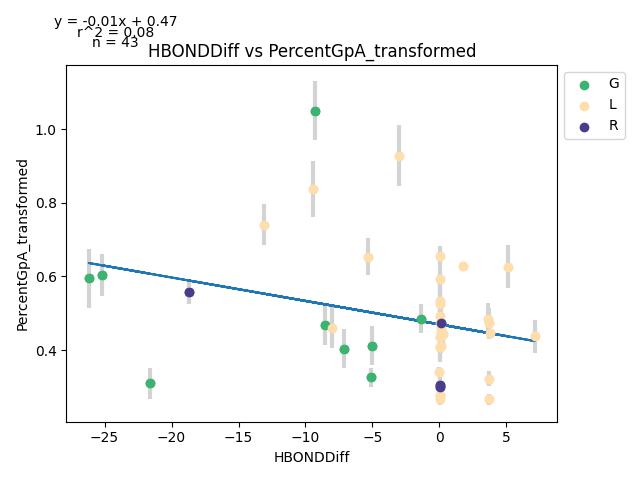 y = -0.01x + 0.47
r^2 = 0.08
n = 43
HBONDDiff vs PercentGpA_transformed
G
L
R
PercentGpA_transformed
1.0
0.8
0.6
0.4
−25 −20 −15 −10 −5 0 5
HBONDDiff